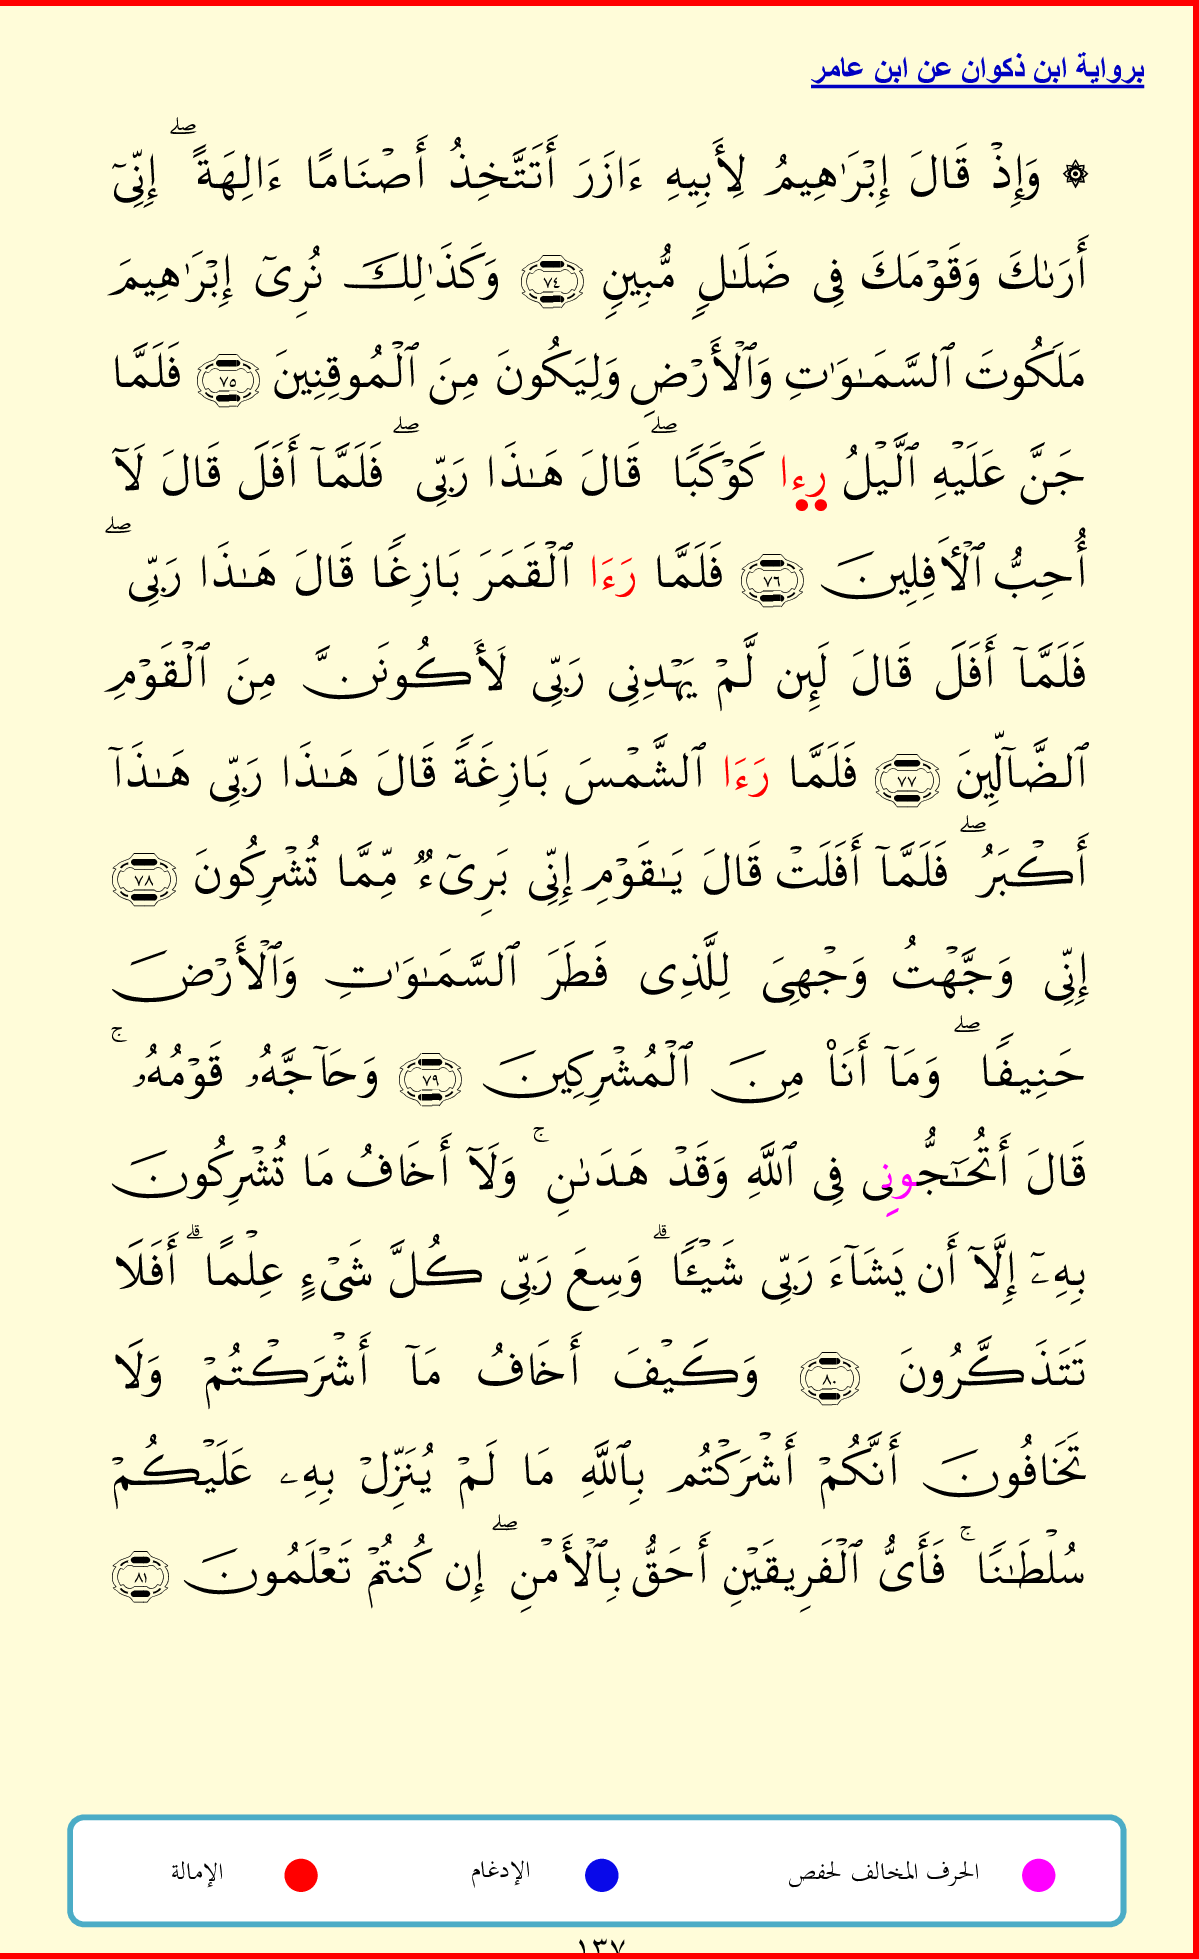 برواية ابن ذكوان عن ابن عامر
۞ وَإِذْ قَالَ إِبْرَٰهِيمُ لِأَبِيهِ ءَازَرَ أَتَتَّخِذُ أَصْنَامًا ءَالِهَةً ۖ إِنِّىٓ
أَرَىٰكَ وَقَوْمَكَ فِى ضَلَـٰلٍ مُّبِينٍ ٧٤ وَكَذَٰلِكَ نُرِىٓ إِبْرَٰهِيمَ
مَلَكُوتَ ٱلسَّمَـٰوَٰتِ وَٱلْأَرْضِ وَلِيَكُونَ مِنَ ٱلْمُوقِنِينَ ٧٥ فَلَمَّا
جَنَّ عَلَيْهِ ٱلَّيْلُ رءا كَوْكَبًا ۖ قَالَ هَـٰذَا رَبِّى ۖ فَلَمَّآ أَفَلَ قَالَ لَآ
أُحِبُّ ٱلْأٓفِلِينَ ٧٦ فَلَمَّا رَءَا ٱلْقَمَرَ بَازِغًا قَالَ هَـٰذَا رَبِّى ۖ
فَلَمَّآ أَفَلَ قَالَ لَئِن لَّمْ يَهْدِنِى رَبِّى لَأَكُونَنَّ مِنَ ٱلْقَوْمِ
ٱلضَّآلِّينَ ٧٧ فَلَمَّا رَءَا ٱلشَّمْسَ بَازِغَةً قَالَ هَـٰذَا رَبِّى هَـٰذَآ
أَكْبَرُ ۖ فَلَمَّآ أَفَلَتْ قَالَ يَـٰقَوْمِ إِنِّى بَرِىٓءٌ مِّمَّا تُشْرِكُونَ ٧٨
إِنِّى وَجَّهْتُ وَجْهِىَ لِلَّذِى فَطَرَ ٱلسَّمَـٰوَٰتِ وَٱلْأَرْضَ
حَنِيفًا ۖ وَمَآ أَنَا۠ مِنَ ٱلْمُشْرِكِينَ ٧٩ وَحَآجَّهُۥ قَوْمُهُۥ ۚ
قَالَ أَتُحَـٰٓجُّونِى فِى ٱللَّهِ وَقَدْ هَدَىٰنِ ۚ وَلَآ أَخَافُ مَا تُشْرِكُونَ
بِهِۦٓ إِلَّآ أَن يَشَآءَ رَبِّى شَيْـًٔا ۗ وَسِعَ رَبِّى كُلَّ شَىْءٍ عِلْمًا ۗ أَفَلَا
تَتَذَكَّرُونَ ٨٠ وَكَيْفَ أَخَافُ مَآ أَشْرَكْتُمْ وَلَا
تَخَافُونَ أَنَّكُمْ أَشْرَكْتُم بِٱللَّهِ مَا لَمْ يُنَزِّلْ بِهِۦ عَلَيْكُمْ
سُلْطَـٰنًا ۚ فَأَىُّ ٱلْفَرِيقَيْنِ أَحَقُّ بِٱلْأَمْنِ ۖ إِن كُنتُمْ تَعْلَمُونَ ٨١
الحرف المخالف لحفص الإدغام الإمالة
١٣٧